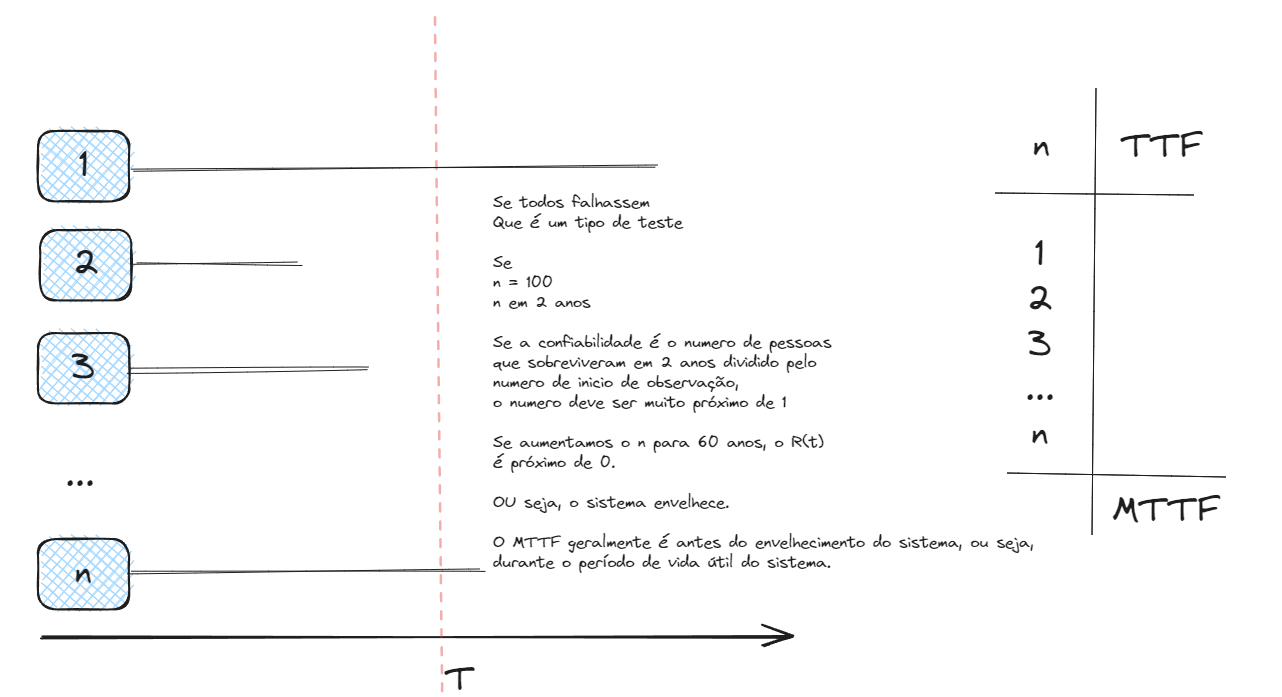 1
2
3
...
n
Se todos falhassem
Que é um tipo de teste
Se
n = 100
n em 2 anos
Se a confiabilidade é o numero de pessoas
que sobreviveram em 2 anos dividido pelo
numero de inicio de observação,
o numero deve ser muito próximo de 1
Se aumentamos o n para 60 anos, o R(t)
é próximo de 0.
OU seja, o sistema envelhece.
O MTTF geralmente é antes do envelhecimento do sistema, ou seja,
durante o período de vida útil do sistema.
T
n TTF
1
2
3
...
n
MTTF